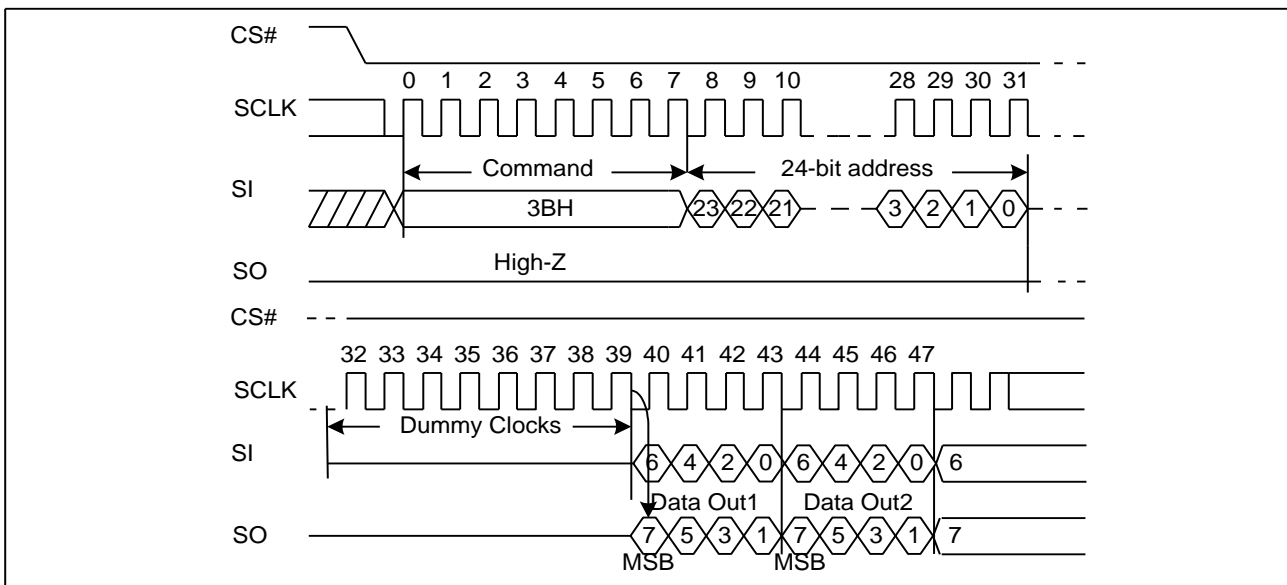 CS#
0 1 2 3 4 5 6 7 8 9 10 28 29 30 31
SCLK
Command 24-bit address
SI
3BH 23 22 21 3 2 1 0
High-Z
SO
CS#
32 33 34 35 36 37 38 39 40 41 42 43 44 45 46 47
SCLK
Dummy Clocks
SI
6 4 2 0 6 4 2 0 6
Data Out1 Data Out2
SO
7 5 3 1 7 5 3 1 7
MSB MSB